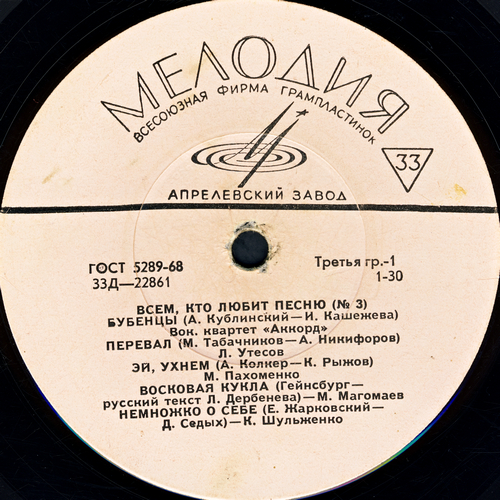 МЕЛОДИЯ
ВСЕСОЮЗНАЯ ФИРМА ГРАМПЛАСТИНОК
33
АПРЕЛЕВСКИЙ ЗАВОД
ГОСТ 5289-68
33Д—22861
Третья гр.-1
1-30
ВСЕМ, КТО ЛЮБИТ ПЕСНЮ (№ 3)
БУБЕНЦЫ (А. Кублинский—И. Кашежева)
Вок. квартет «Аккорд»
ПЕРЕВАЛ (М. Табачников—А. Никифоров)
Л. Утесов
ЭЙ, УХНЕМ (А. Колкер—К. Рыжов)
М. Пахоменко
ВОСКОВАЯ КУКЛА (Гейнсбург—
русский текст Л. Дербенева)—М. Магомаев
НЕМНОЖКО О СЕБЕ (Е. Жарковский—
Д. Седых)—К. Шульженко